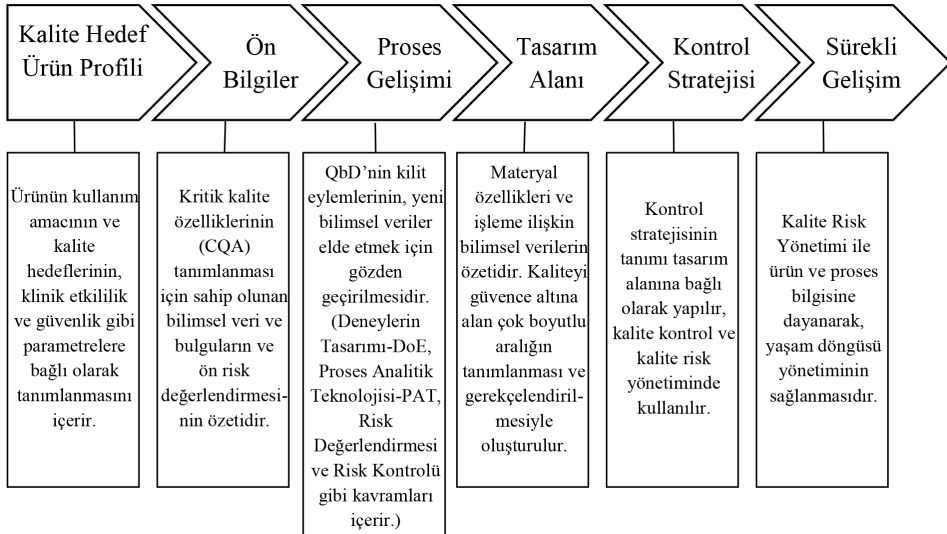 Kalite Hedef
Ürün Profili
Ön
Bilgiler
Proses
Gelişimi
Tasarım
Alanı
Kontrol
Stratejisi
Sürekli
Gelişim
Ürünün kullanım
amacının ve
kalite
hedeflerinin,
klinik etkililik
ve güvenlik gibi
parametrelere
bağlı olarak
tanımlanmasını
içerir.
Kritik kalite
özelliklerinin
(CQA)
tanımlanması
için sahip olunan
bilimsel veri ve
bulguların ve
ön risk
değerlendirmesi-
nin özetidir.
QbD’nin kilit
eylemlerinin, yeni
bilimsel veriler
elde etmek için
gözden
geçirilmesidir.
(Deneylerin
Tasarımı-DoE,
Proses Analitik
Teknolojisi-PAT,
Risk
Değerlendirmesi
ve Risk Kontrolü
gibi kavramları
içerir.)
Materyal
özellikleri ve
işleme ilişkin
bilimsel verilerin
özetidir. Kaliteyi
güvence altına
alan çok boyutlu
aralığın
tanımlanması ve
gerekçelendiril-
mesiyle
oluşturulur.
Kontrol
stratejisinin
tanımı tasarım
alanına bağlı
olarak yapılır,
kalite kontrol ve
kalite risk
yönetiminde
kullanılır.
Kalite Risk
Yönetimi ile
ürün ve proses
bilgisine
dayanarak,
yaşam döngüsü
yönetiminin
sağlanmasıdır.